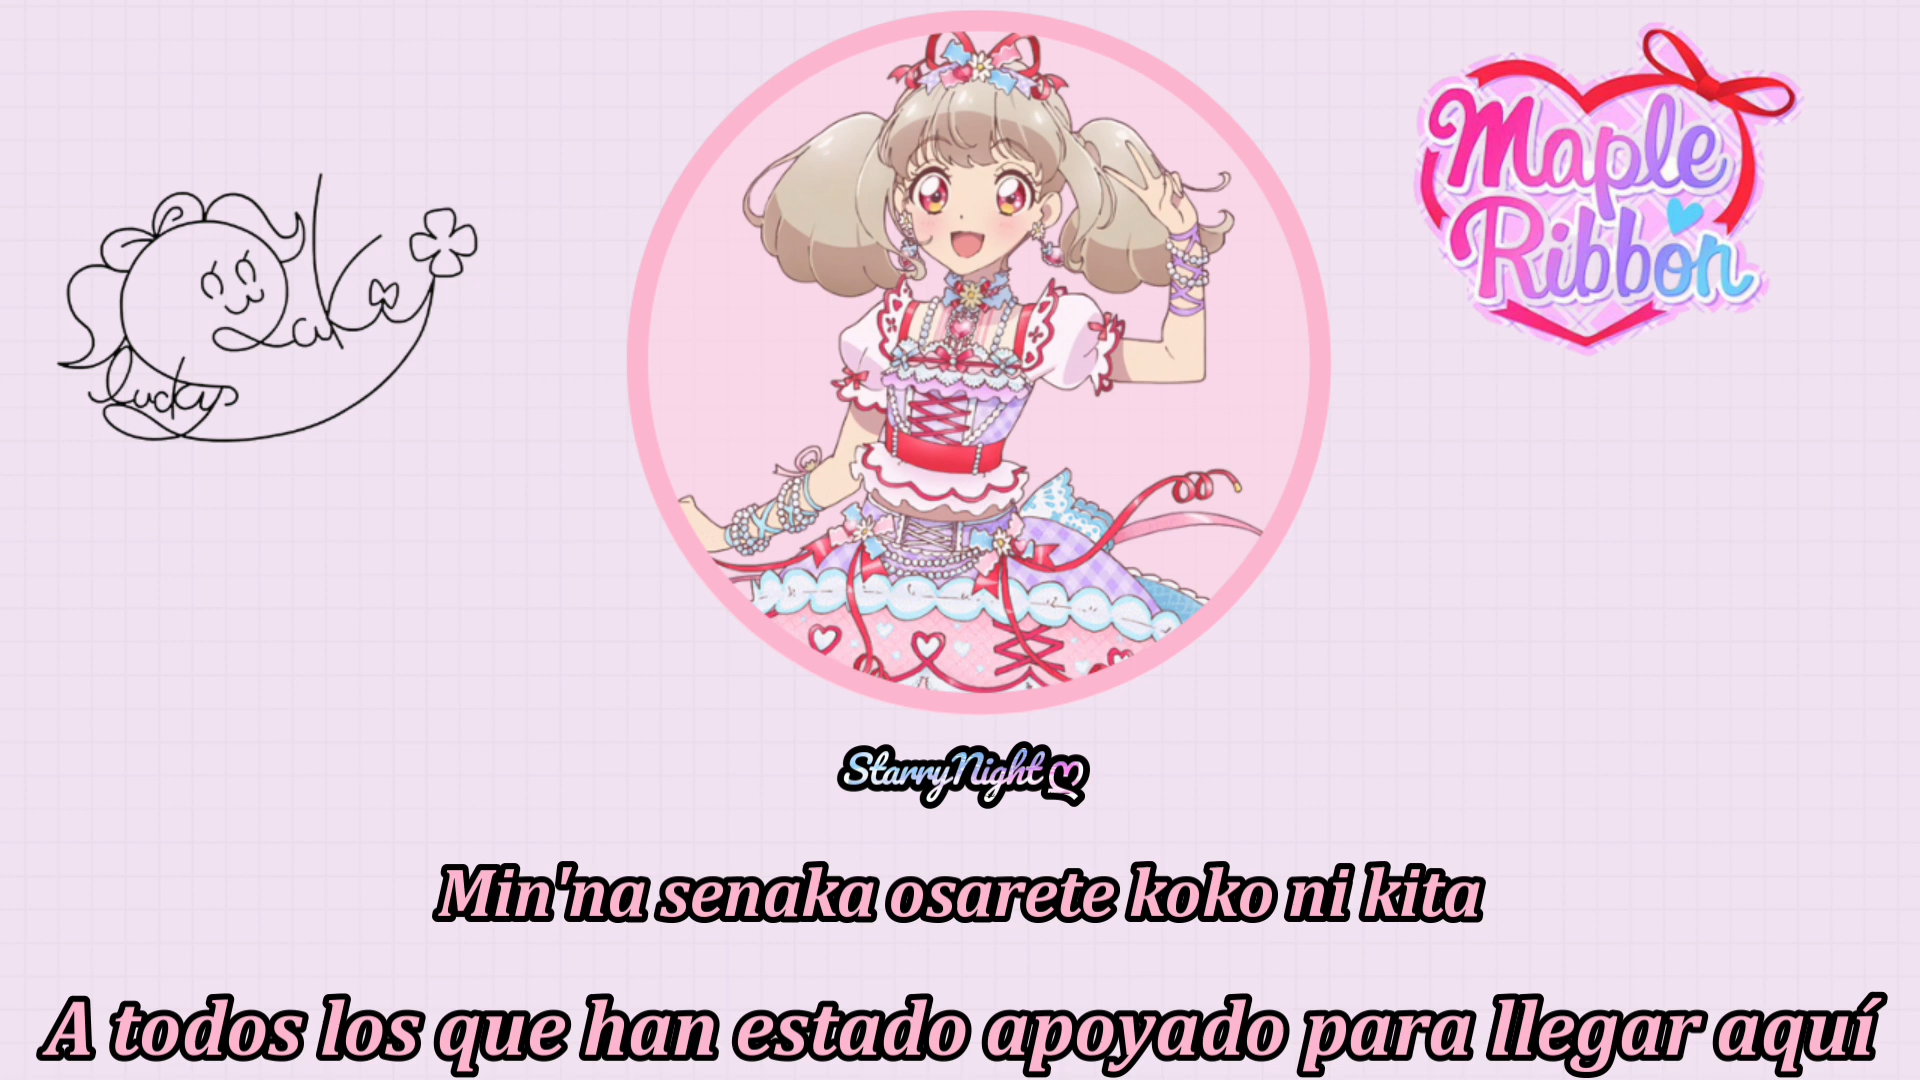 Maple
Ribbon
Raka
lucky
StarryNight
Min'na senaka osarete koko ni kita
A todos los que han estado apoyado para llegar aquí